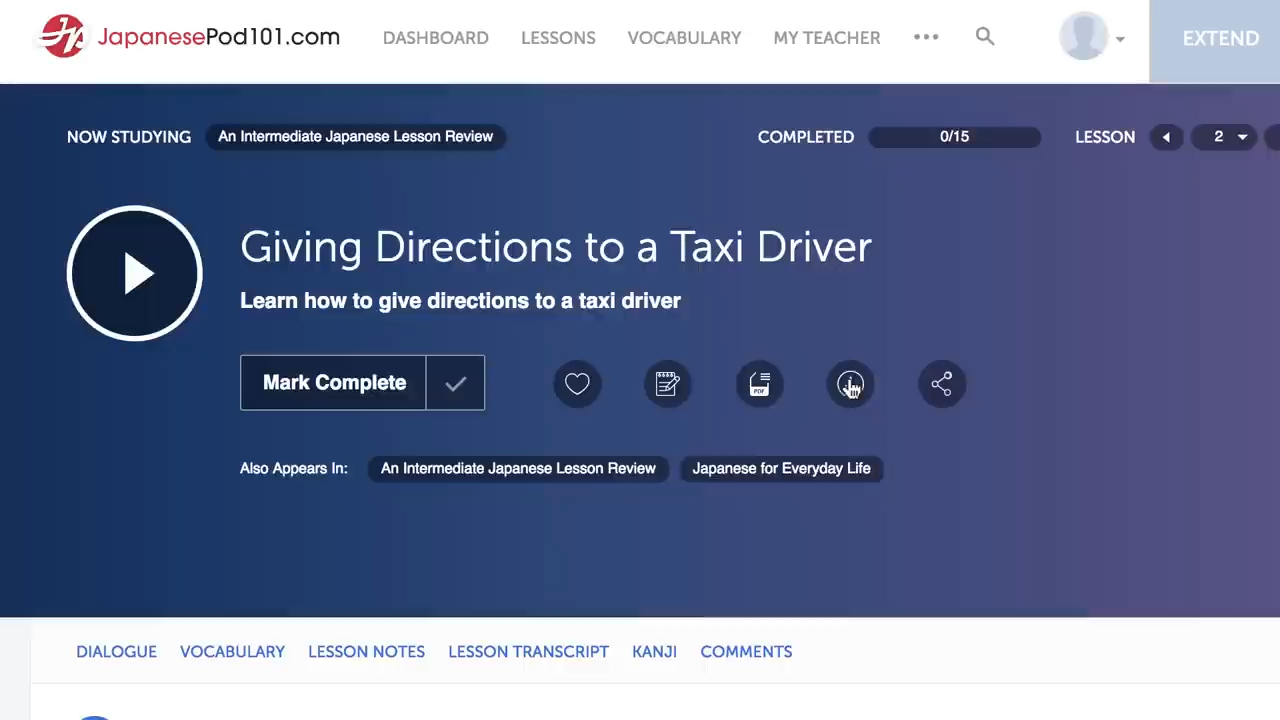 JapanesePod101.com DASHBOARD LESSONS VOCABULARY MY TEACHER ••• EXTEND
NOW STUDYING An Intermediate Japanese Lesson Review COMPLETED 0/15 LESSON 2
Giving Directions to a Taxi Driver
Learn how to give directions to a taxi driver
Mark Complete
PDF
Also Appears In: An Intermediate Japanese Lesson Review Japanese for Everyday Life
DIALOGUE VOCABULARY LESSON NOTES LESSON TRANSCRIPT KANJI COMMENTS